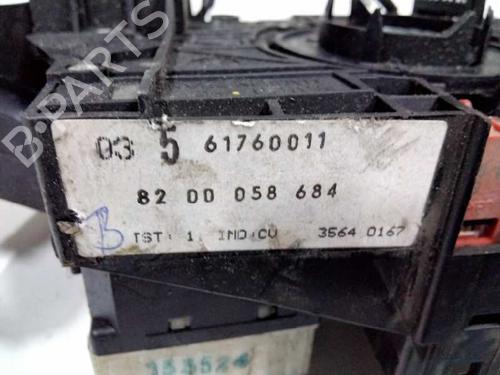 B-PARTS
03 5 61760011
82 00 058 684
B TST: 1 IND:CU 3564 0167